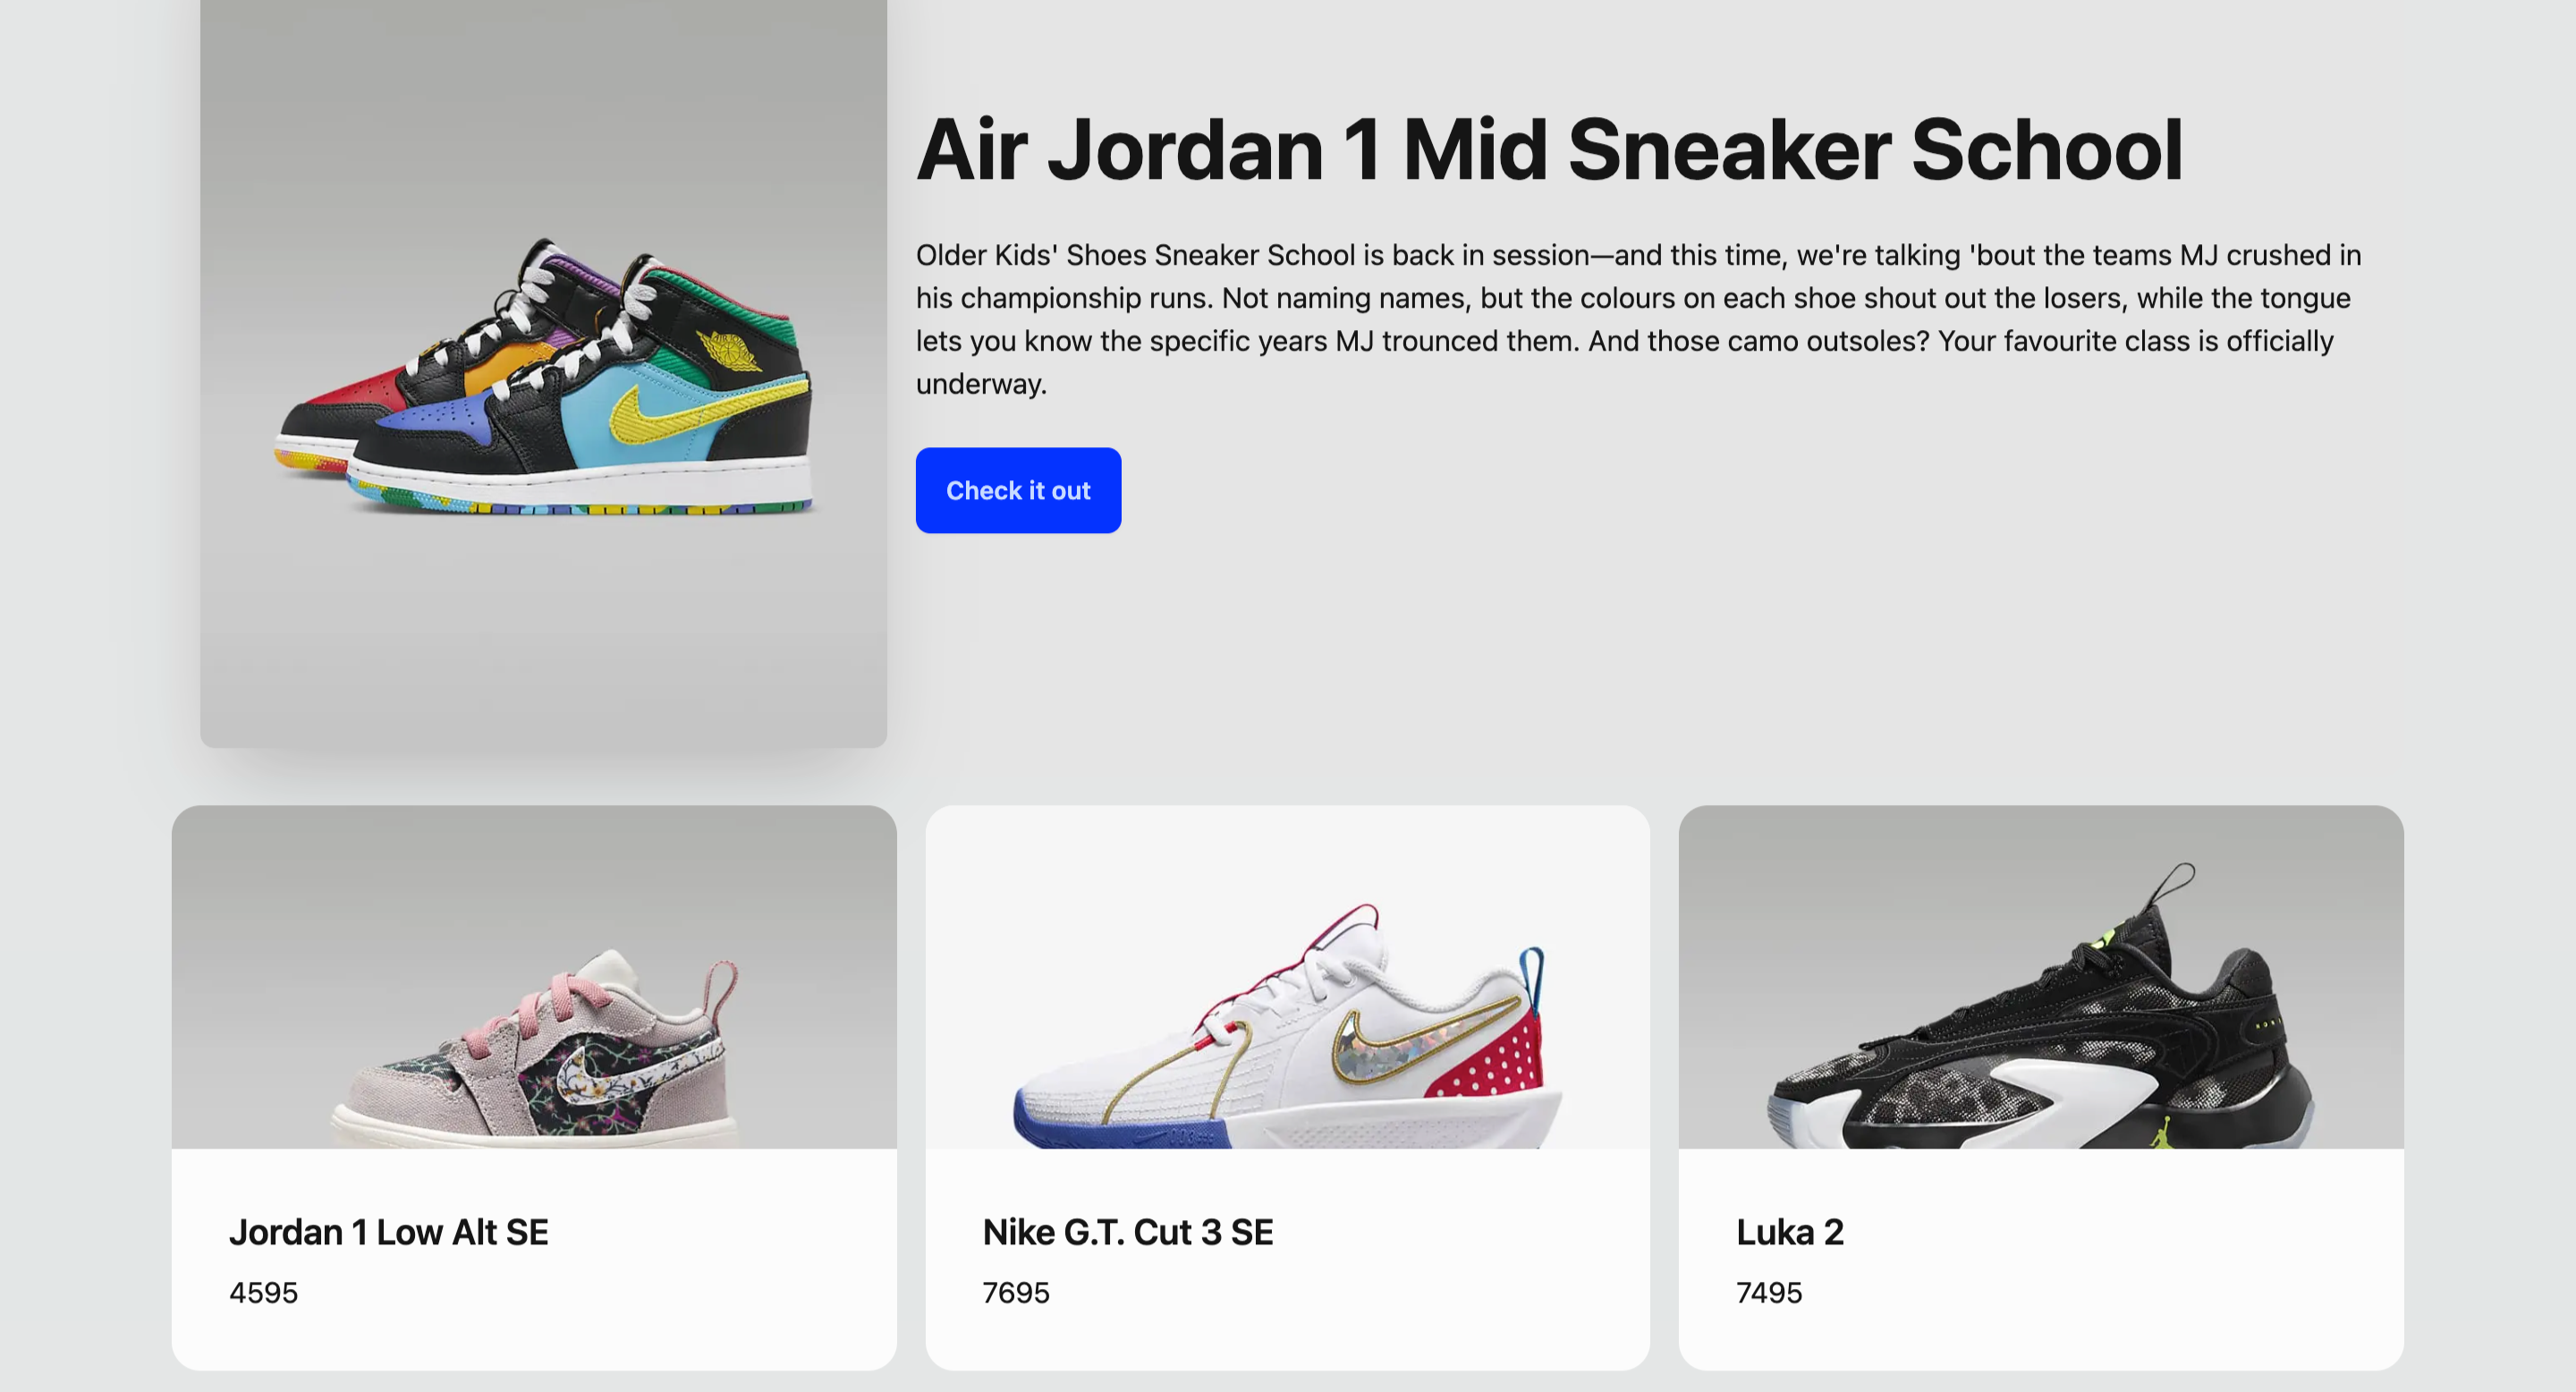 Air Jordan 1 Mid Sneaker School
Older Kids' Shoes Sneaker School is back in session—and this time, we're talking 'bout the teams MJ crushed in
his championship runs. Not naming names, but the colours on each shoe shout out the losers, while the tongue
lets you know the specific years MJ trounced them. And those camo outsoles? Your favourite class is officially
underway.
Check it out
Jordan 1 Low Alt SE
4595
Nike G.T. Cut 3 SE
7695
Luka 2
7495